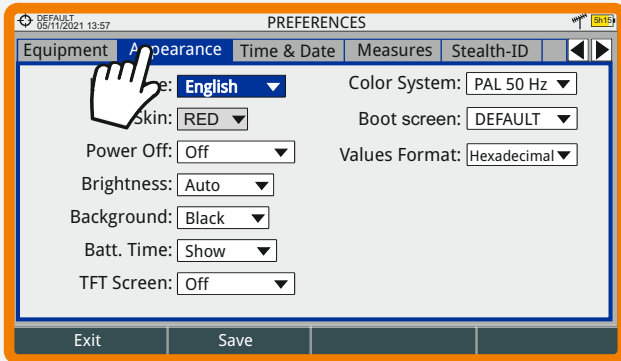 DEFAULT
05/11/2021 13:57
PREFERENCES
5h15
Equipment Appearance Time & Date Measures Stealth-ID
English
Skin: RED
Power Off: Off
Brightness: Auto
Background: Black
Batt. Time: Show
TFT Screen: Off
Color System: PAL 50 Hz
Boot screen: DEFAULT
Values Format: Hexadecimal
Exit Save